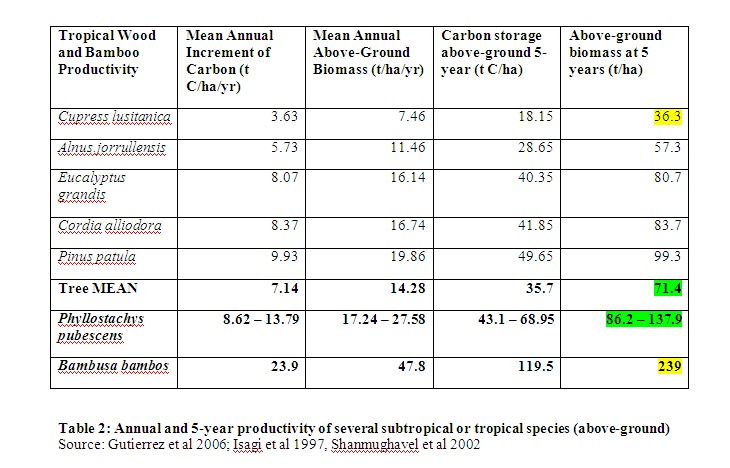 Tropical Wood and Bamboo Productivity | Mean Annual Increment of Carbon (t C/ha/yr) | Mean Annual Above-Ground Biomass (t/ha/yr) | Carbon storage above-ground 5-year (t C/ha) | Above-ground biomass at 5 years (t/ha)
Cupress lusitanica | 3.63 | 7.46 | 18.15 | 36.3
Alnus jorrullensis | 5.73 | 11.46 | 28.65 | 57.3
Eucalyptus grandis | 8.07 | 16.14 | 40.35 | 80.7
Cordia alliodora | 8.37 | 16.74 | 41.85 | 83.7
Pinus patula | 9.93 | 19.86 | 49.65 | 99.3
Tree MEAN | 7.14 | 14.28 | 35.7 | 71.4
Phyllostachys pubescens | 8.62 – 13.79 | 17.24 – 27.58 | 43.1 – 68.95 | 86.2 – 137.9
Bambusa bambos | 23.9 | 47.8 | 119.5 | 239
Table 2: Annual and 5-year productivity of several subtropical or tropical species (above-ground)
Source: Gutierrez et al 2006; Isagi et al 1997, Shanmughavel et al 2002